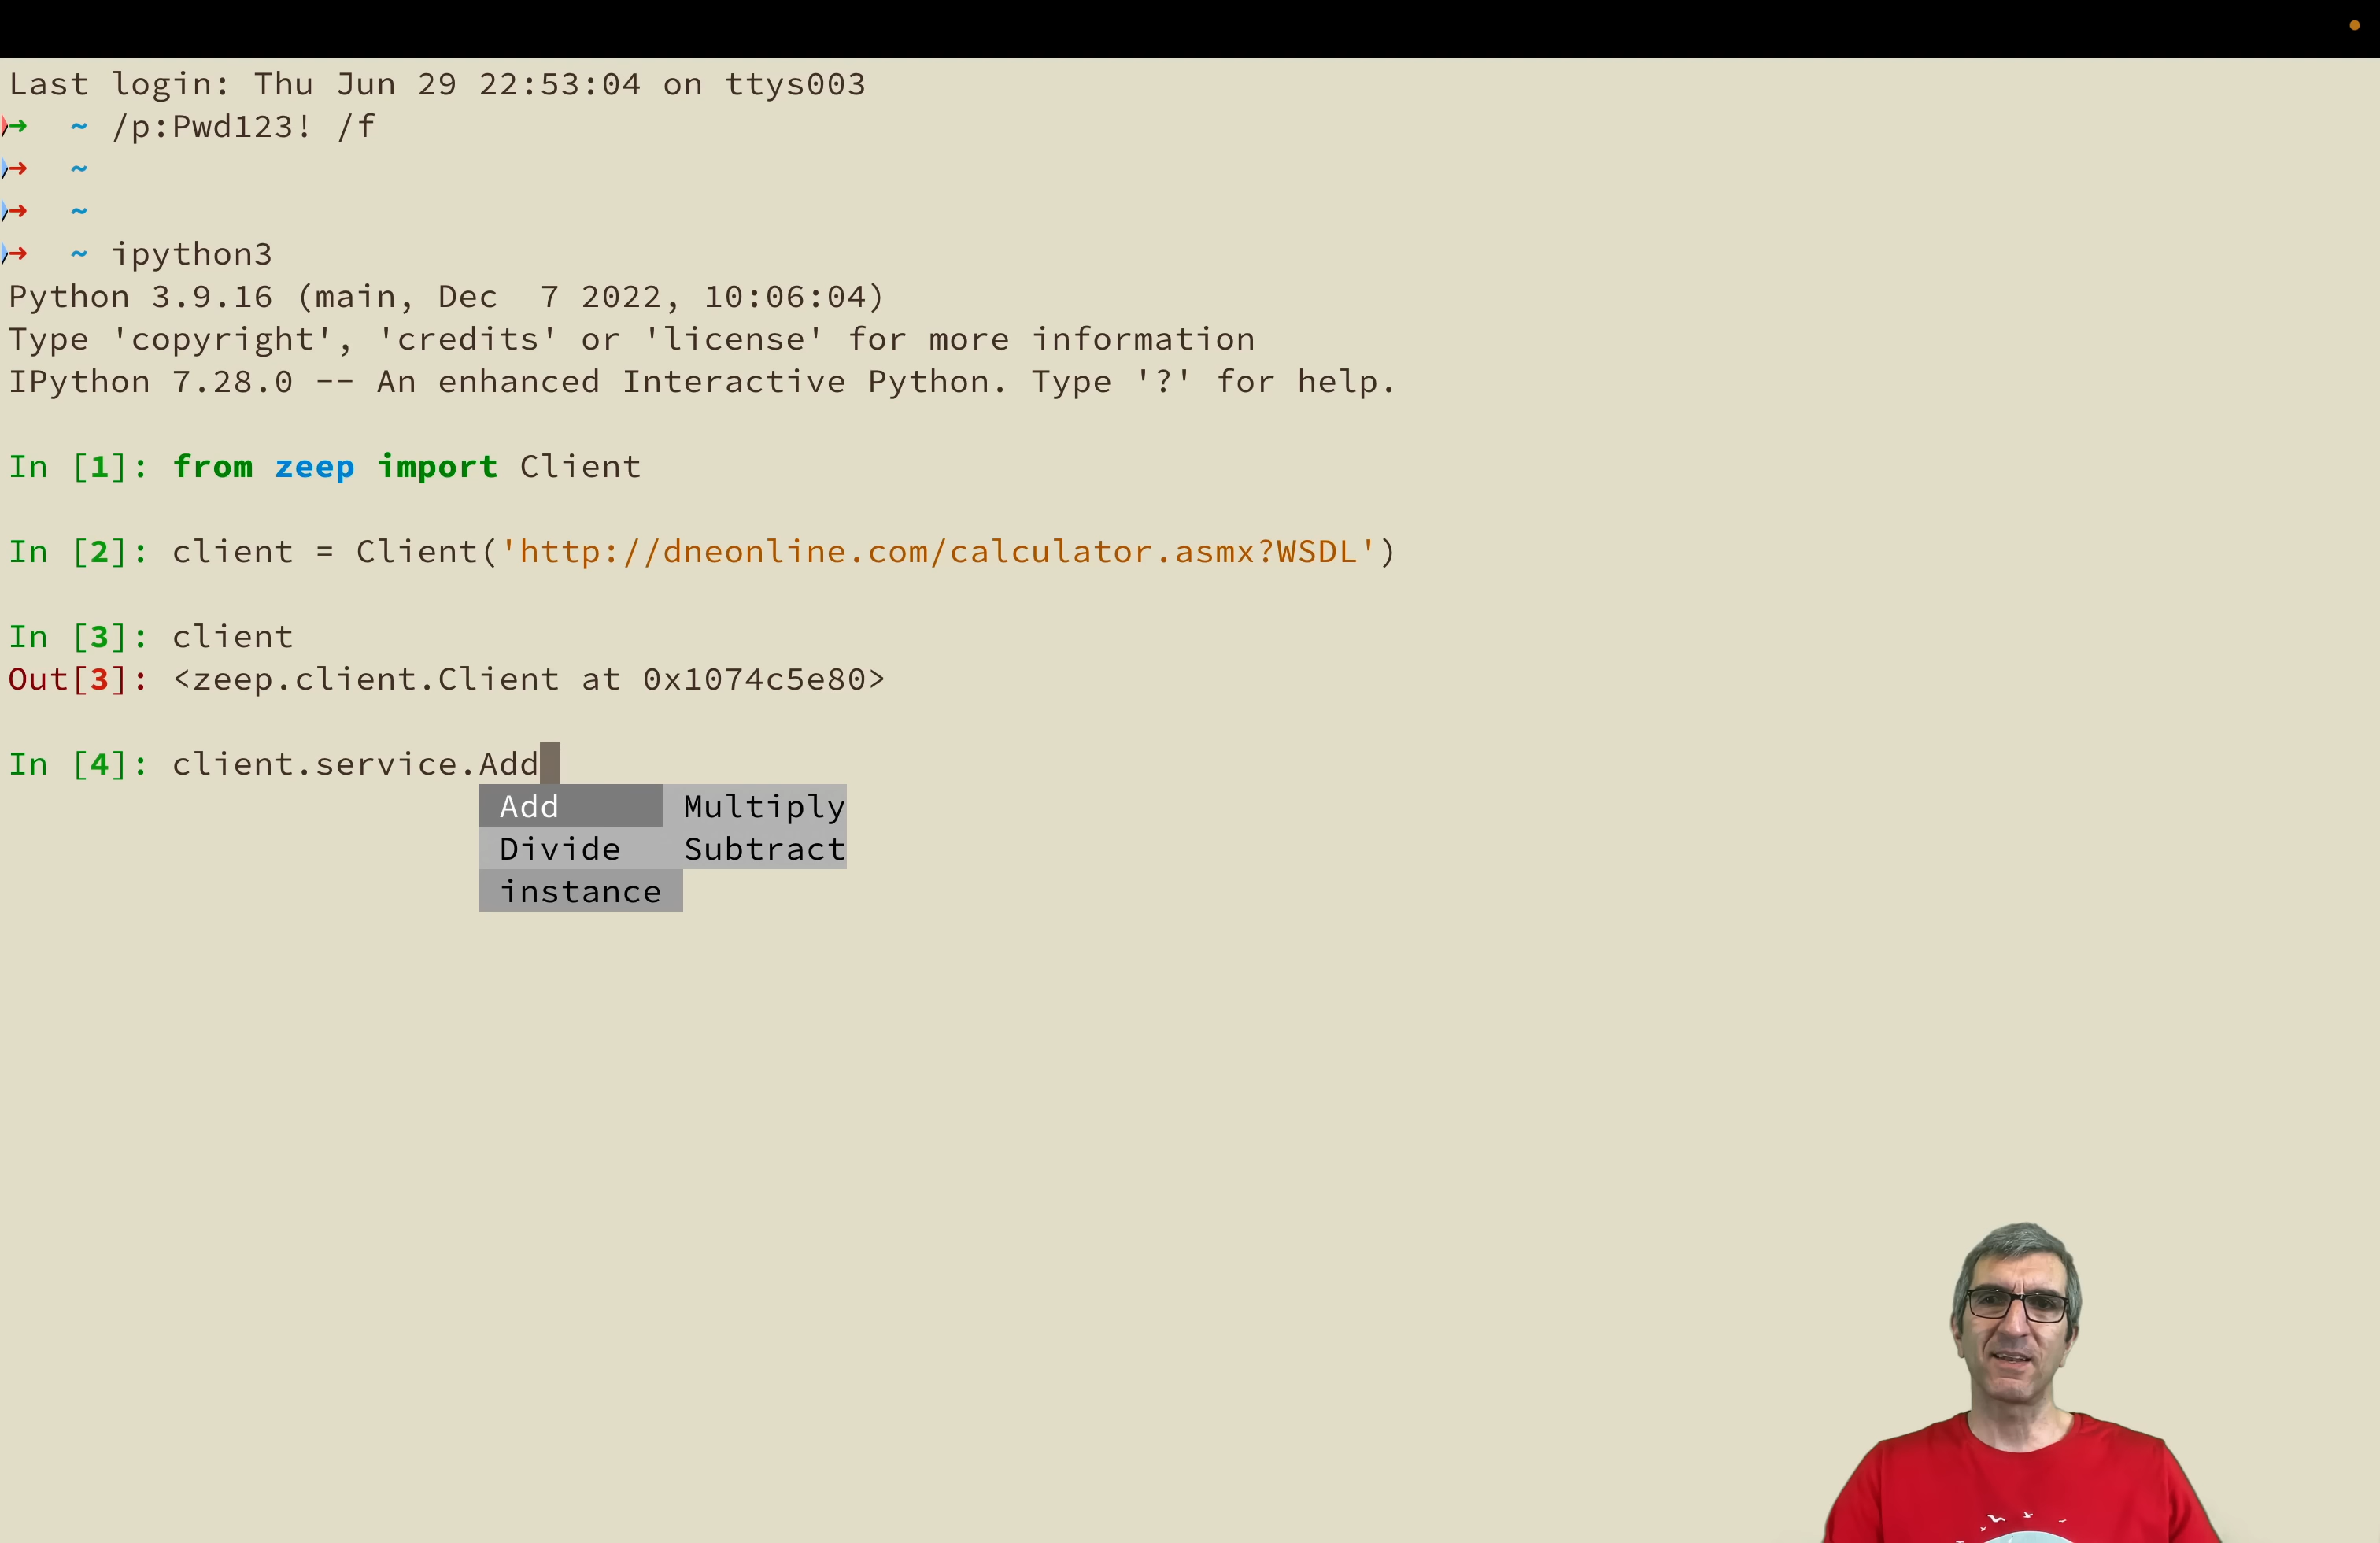 Last login: Thu Jun 29 22:53:04 on ttys003
→ ~ /p:Pwd123! /f
→ ~
→ ~
→ ~ ipython3
Python 3.9.16 (main, Dec  7 2022, 10:06:04)
Type 'copyright', 'credits' or 'license' for more information
IPython 7.28.0 -- An enhanced Interactive Python. Type '?' for help.
In [1]: from zeep import Client
In [2]: client = Client('http://dneonline.com/calculator.asmx?WSDL')
In [3]: client
Out[3]: <zeep.client.Client at 0x1074c5e80>
In [4]: client.service.Add
Add Multiply
Divide Subtract
instance